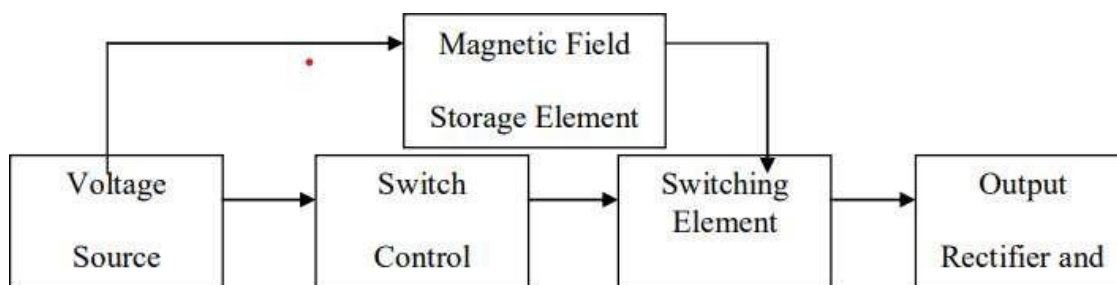 Magnetic Field
Storage Element
Voltage
Source
Switch
Control
Switching
Element
Output
Rectifier and